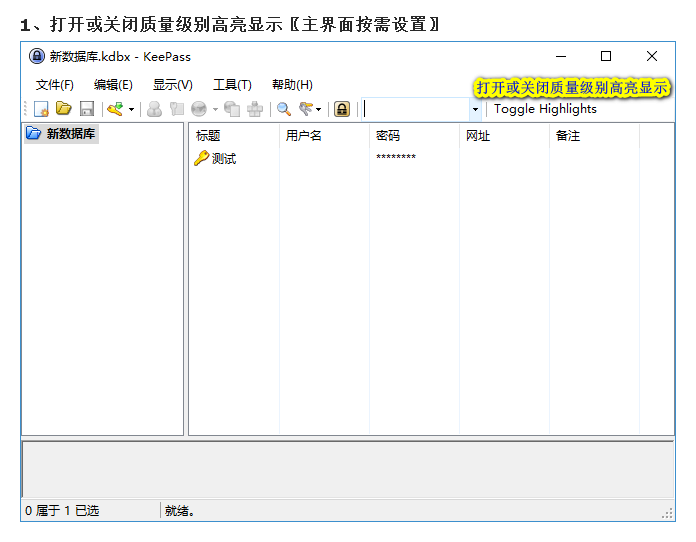 1、打开或关闭质量级别高亮显示〖主界面按需设置〗
新数据库.kdbx - KeePass
文件(F) 编辑(E) 显示(V) 工具(T) 帮助(H)
打开或关闭质量级别高亮显示
Toggle Highlights
新数据库
标题 用户名 密码 网址 备注
测试 ********
0 属于 1 已选 就绪。